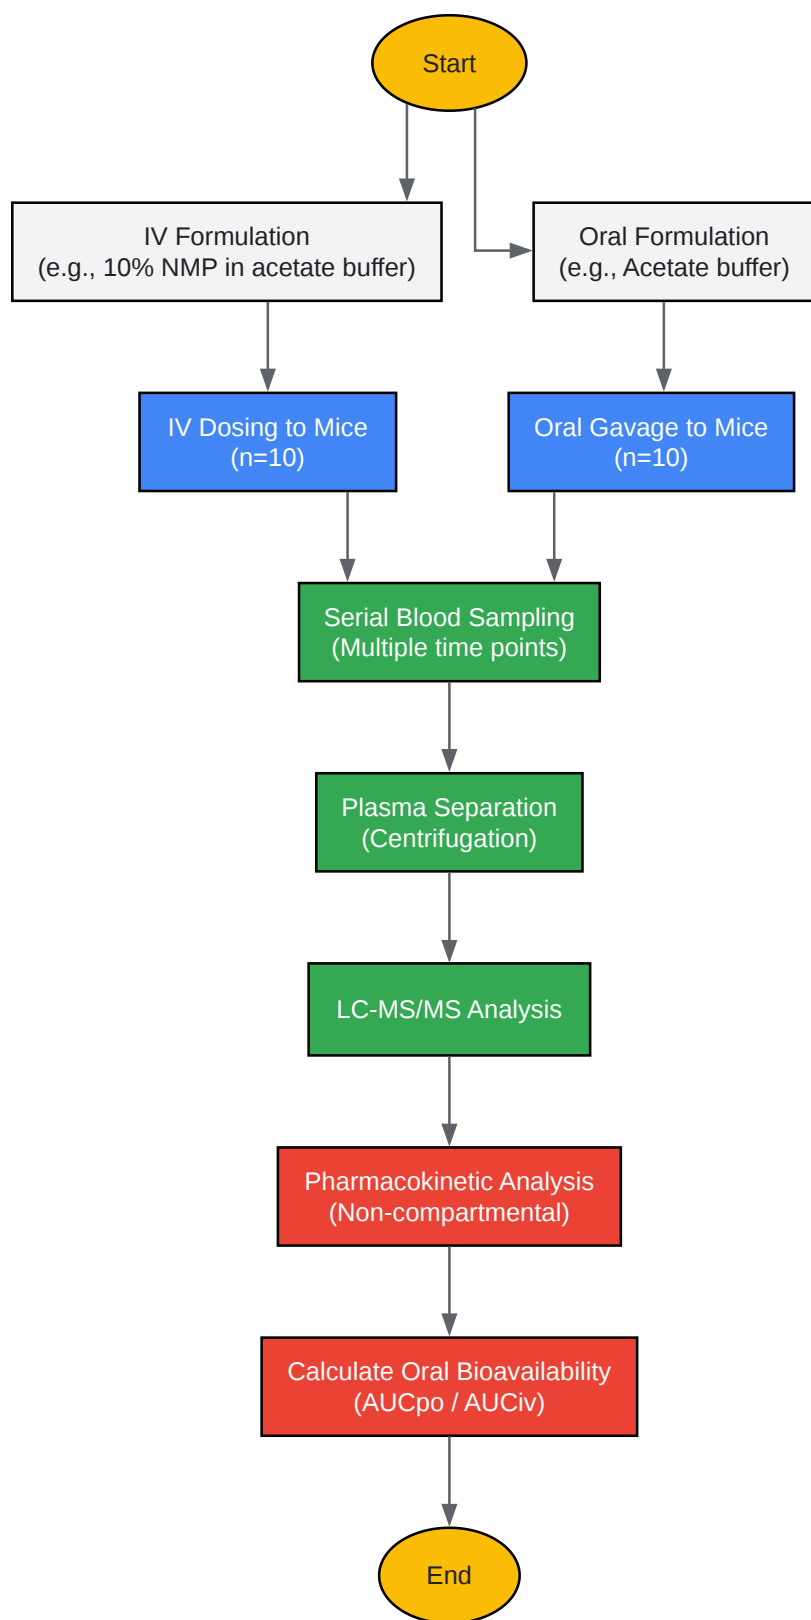 Start
IV Formulation
(e.g., 10% NMP in acetate buffer)
Oral Formulation
(e.g., Acetate buffer)
IV Dosing to Mice
(n=10)
Oral Gavage to Mice
(n=10)
Serial Blood Sampling
(Multiple time points)
Plasma Separation
(Centrifugation)
LC-MS/MS Analysis
Pharmacokinetic Analysis
(Non-compartmental)
Calculate Oral Bioavailability
(AUCpo / AUCiv)
End